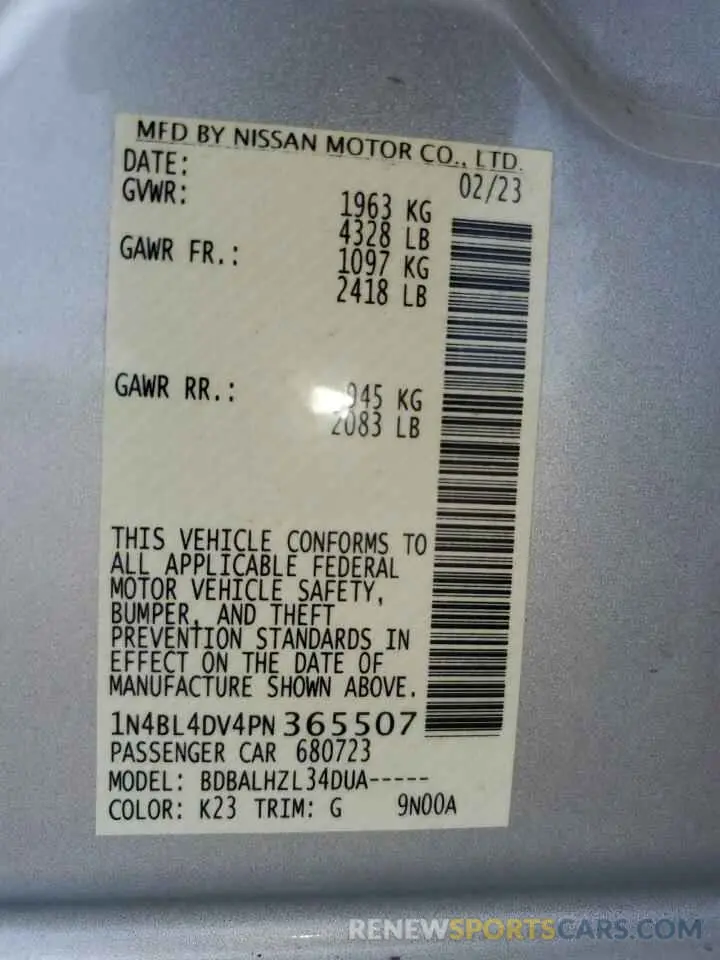 MFD BY NISSAN MOTOR CO., LTD.
DATE: 02/23
GVWR: 1963 KG
4328 LB
GAWR FR.: 1097 KG
2418 LB
GAWR RR.: 945 KG
2083 LB
THIS VEHICLE CONFORMS TO
ALL APPLICABLE FEDERAL
MOTOR VEHICLE SAFETY,
BUMPER, AND THEFT
PREVENTION STANDARDS IN
EFFECT ON THE DATE OF
MANUFACTURE SHOWN ABOVE.
1N4BL4DV4PN 365507
PASSENGER CAR 680723
MODEL: BDBALHZL34DUA-----
COLOR: K23 TRIM: G 9N00A
RENEWSPORTSCARS.COM